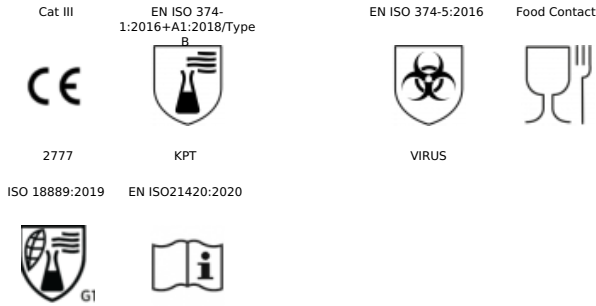 Cat III
EN ISO 374-
1:2016+A1:2018/Type
B
EN ISO 374-5:2016
Food Contact
CE
2777
KPT
VIRUS
ISO 18889:2019
EN ISO21420:2020
G1
i